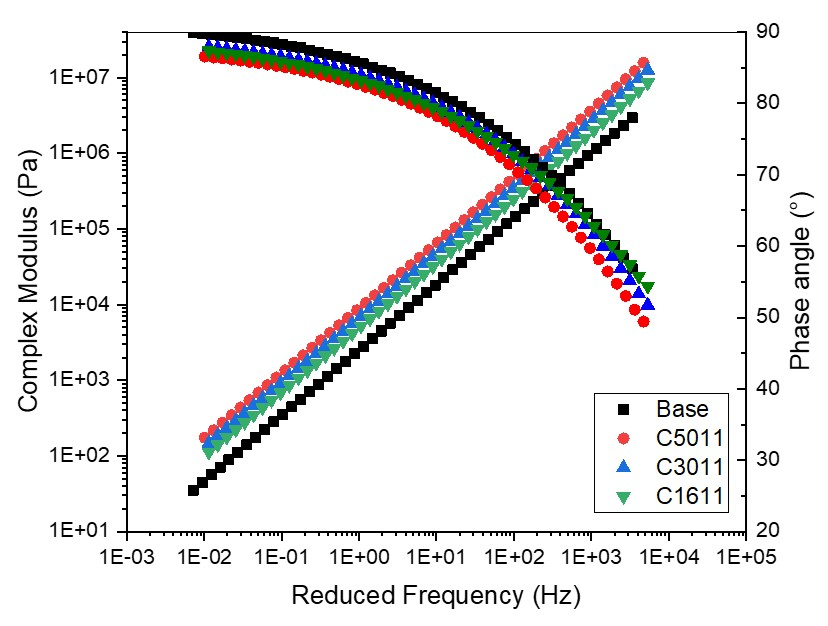 Complex Modulus (Pa)
1E+07
1E+06
1E+05
1E+04
1E+03
1E+02
1E+01
90
80
70
60
50
40
30
20
Phase angle (°)
Base
C5011
C3011
C1611
1E-03 1E-02 1E-01 1E+00 1E+01 1E+02 1E+03 1E+04 1E+05
Reduced Frequency (Hz)